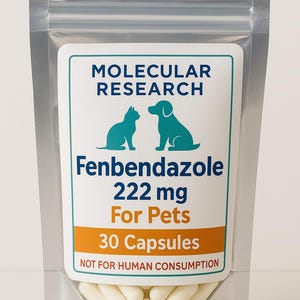 MOLECULAR
RESEARCH
Fenbendazole
222 mg
For Pets
30 Capsules
NOT FOR HUMAN CONSUMPTION